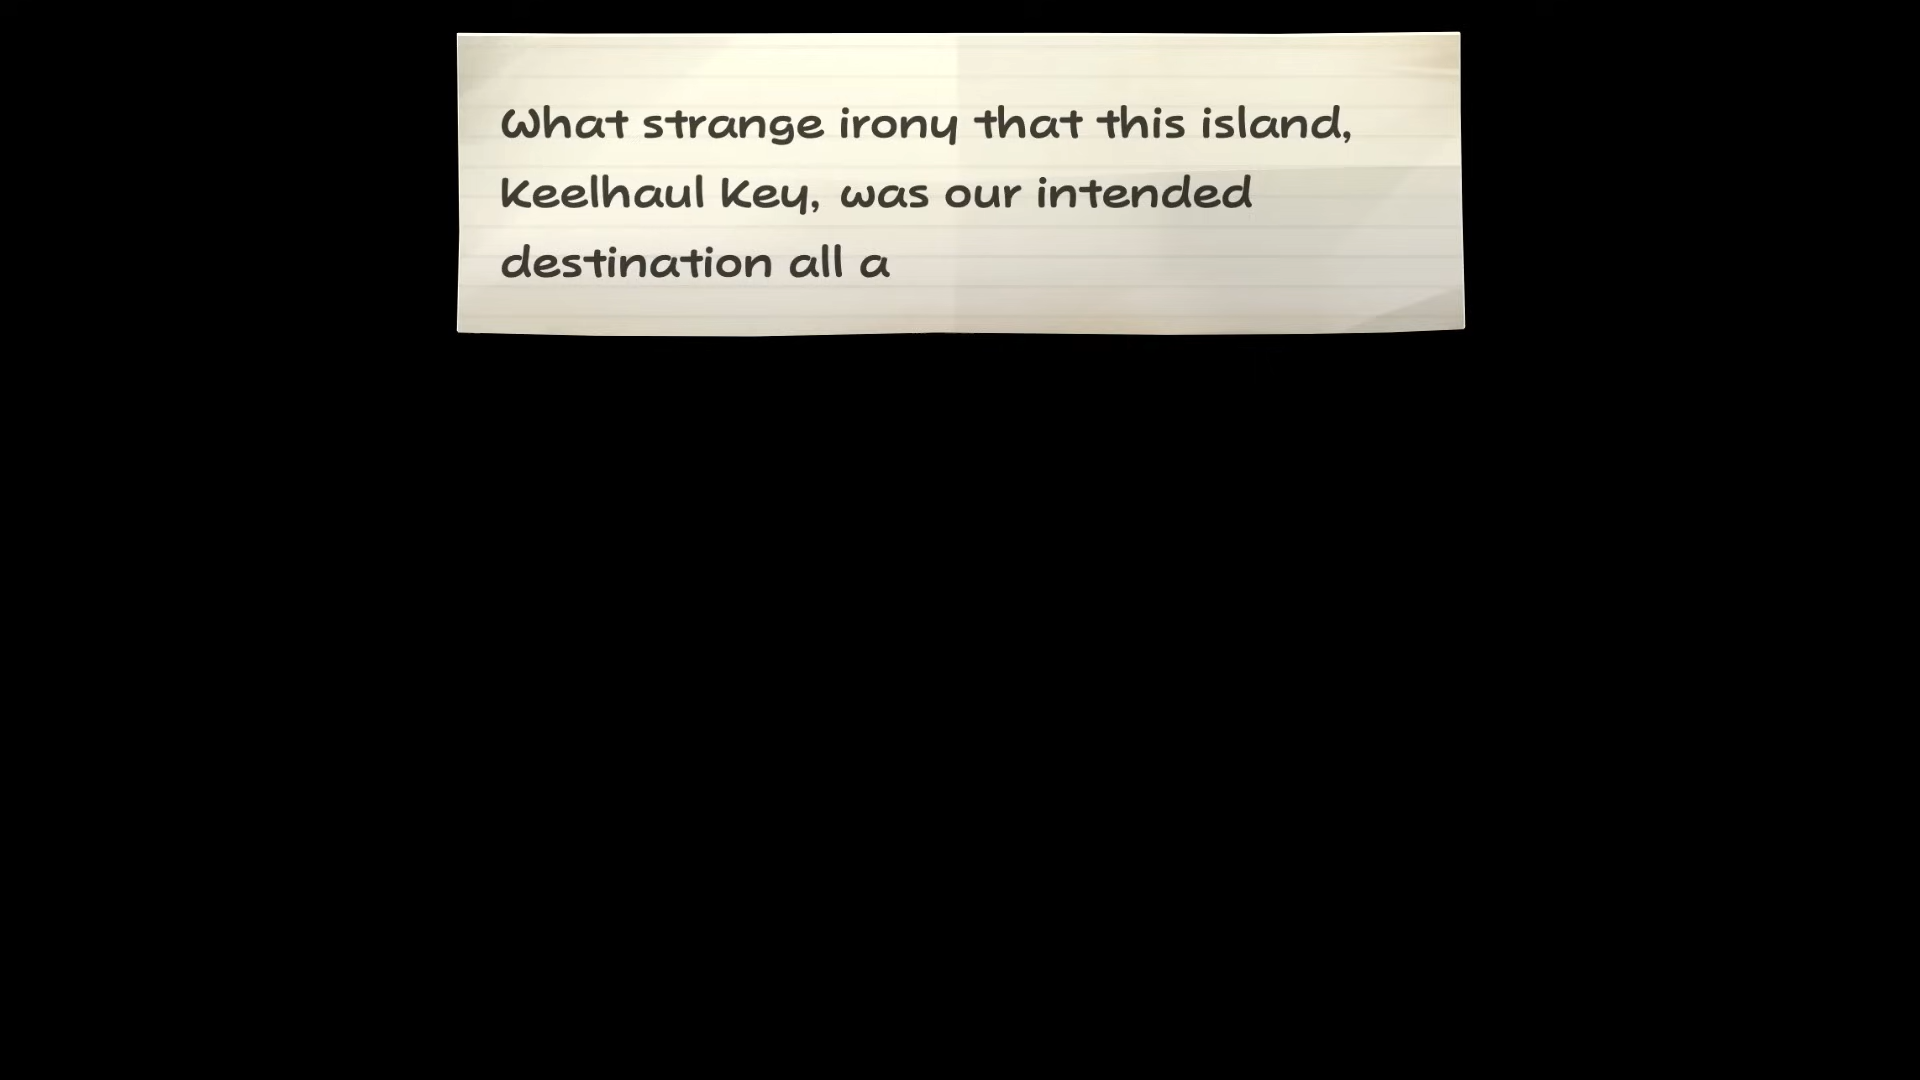 What strange irony that this island,
Keelhaul Key, was our intended
destination all a